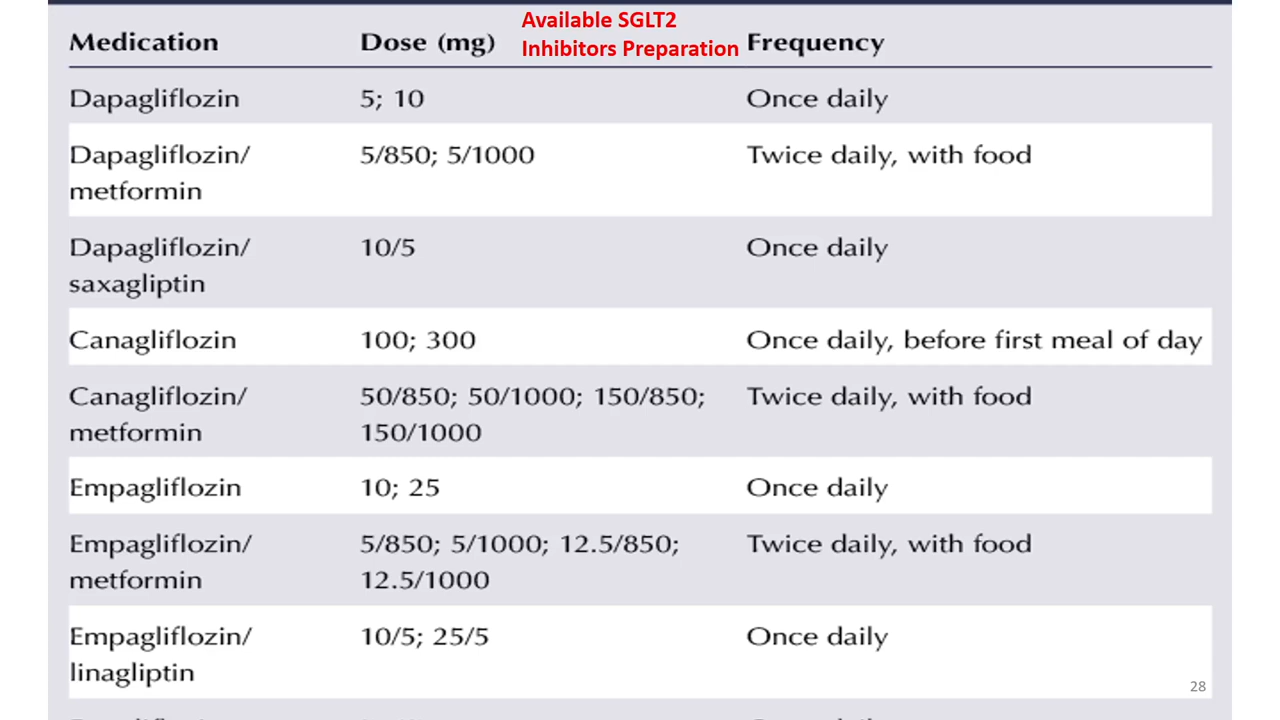 Available SGLT2
Inhibitors Preparation
Medication Dose (mg) Frequency
Dapagliflozin 5; 10 Once daily
Dapagliflozin/ 5/850; 5/1000 Twice daily, with food
metformin
Dapagliflozin/ 10/5 Once daily
saxagliptin
Canagliflozin 100; 300 Once daily, before first meal of day
Canagliflozin/ 50/850; 50/1000; 150/850; Twice daily, with food
metformin 150/1000
Empagliflozin 10; 25 Once daily
Empagliflozin/ 5/850; 5/1000; 12.5/850; Twice daily, with food
metformin 12.5/1000
Empagliflozin/ 10/5; 25/5 Once daily
linagliptin
28